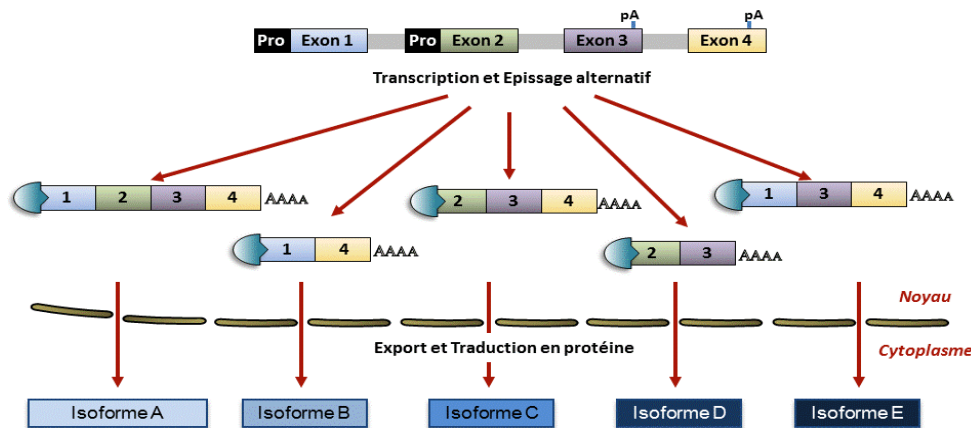 pA pA
Pro Exon 1 Pro Exon 2 Exon 3 Exon 4
Transcription et Epissage alternatif
1 2 3 4 AAAA
2 3 4 AAAA
1 3 4 AAAA
1 4 AAAA
2 3 AAAA
Noyau
Export et Traduction en protéine
Cytoplasme
Isoforme A Isoforme B Isoforme C Isoforme D Isoforme E